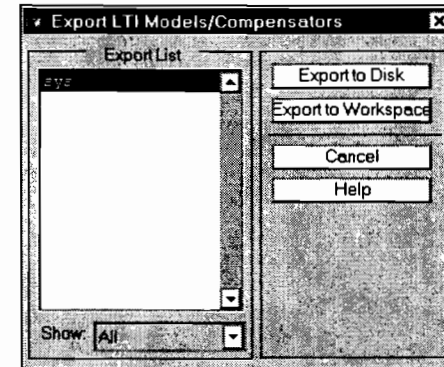 Export LTI Models/Compensators
Export List
sys
Export to Disk
Export to Workspace
Cancel
Help
Show: All